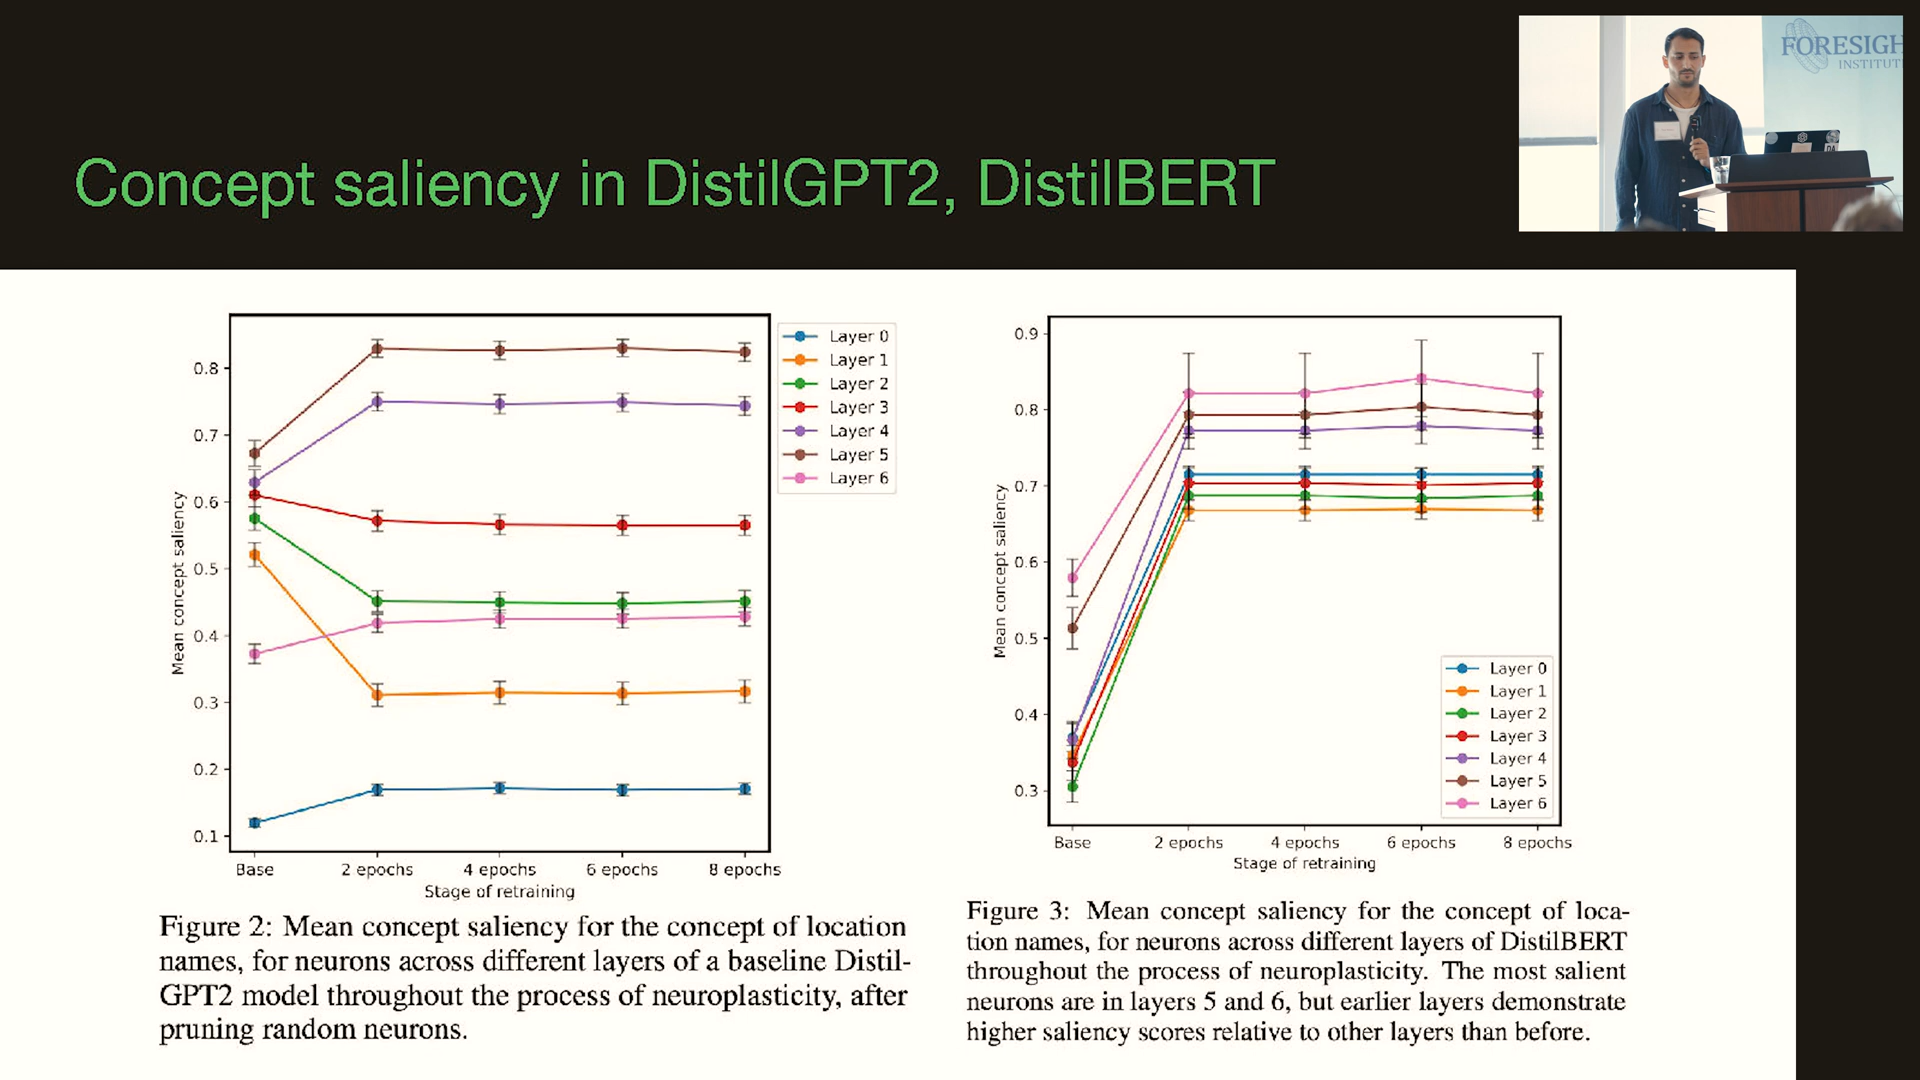 Concept saliency in DistilGPT2, DistilBERT
FORESIGH
INSTITUT
Mean concept saliency
0.8
0.7
0.6
0.5
0.4
0.3
0.2
0.1
Base
2 epochs
4 epochs
6 epochs
8 epochs
Stage of retraining
Layer 0
Layer 1
Layer 2
Layer 3
Layer 4
Layer 5
Layer 6
Figure 2: Mean concept saliency for the concept of location
names, for neurons across different layers of a baseline Distil-
GPT2 model throughout the process of neuroplasticity, after
pruning random neurons.
Mean concept saliency
0.9
0.8
0.7
0.6
0.5
0.4
0.3
Base
2 epochs
4 epochs
6 epochs
8 epochs
Stage of retraining
Layer 0
Layer 1
Layer 2
Layer 3
Layer 4
Layer 5
Layer 6
Figure 3: Mean concept saliency for the concept of loca-
tion names, for neurons across different layers of DistilBERT
throughout the process of neuroplasticity. The most salient
neurons are in layers 5 and 6, but earlier layers demonstrate
higher saliency scores relative to other layers than before.